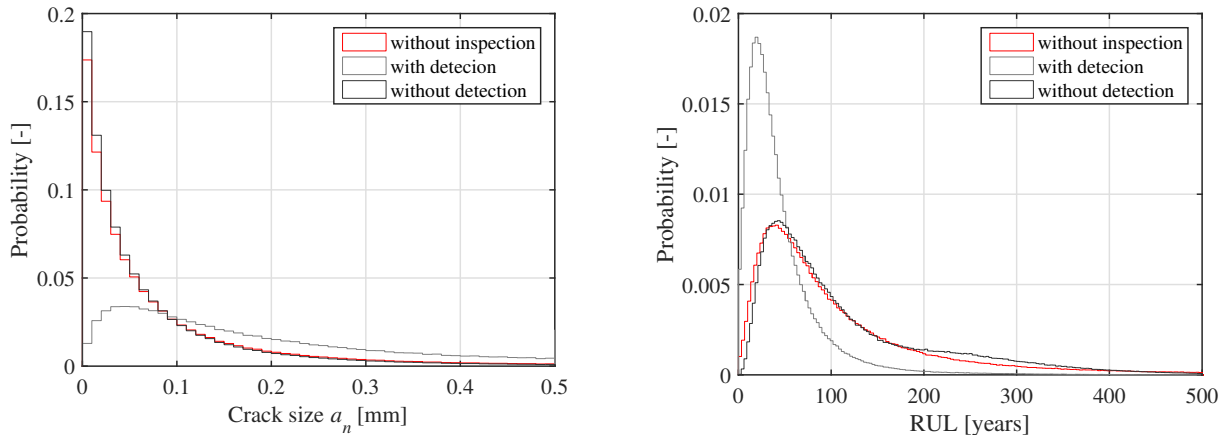 0.2
0.15
0.1
0.05
0
Probability [-]
without inspection
with detecion
without detection
0 0.1 0.2 0.3 0.4 0.5
Crack size a_n [mm]
0.02
0.015
0.01
0.005
0
Probability [-]
without inspection
with detecion
without detection
0 100 200 300 400 500
RUL [years]